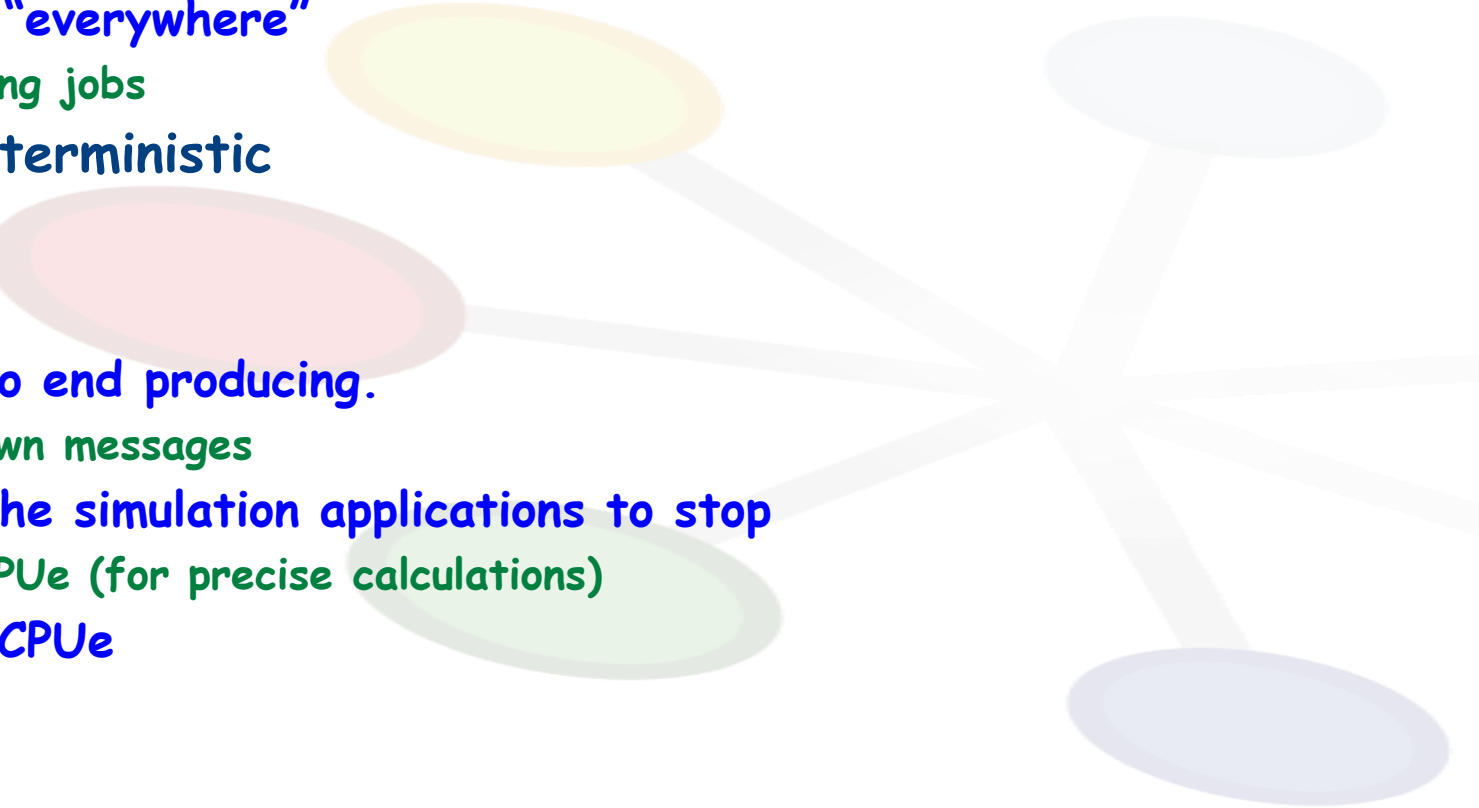 “everywhere”
ng jobs
terministic
o end producing.
wn messages
he simulation applications to stop
PUe (for precise calculations)
CPUe